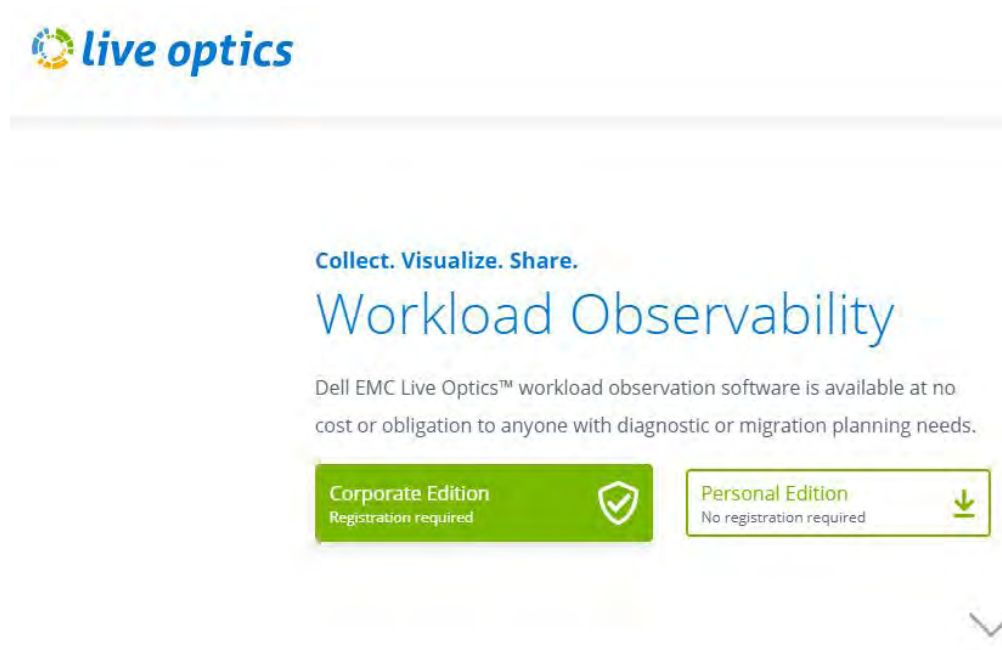 live optics
Collect. Visualize. Share.
Workload Observability
Dell EMC Live Optics™ workload observation software is available at no
cost or obligation to anyone with diagnostic or migration planning needs.
Corporate Edition
Registration required
Personal Edition
No registration required